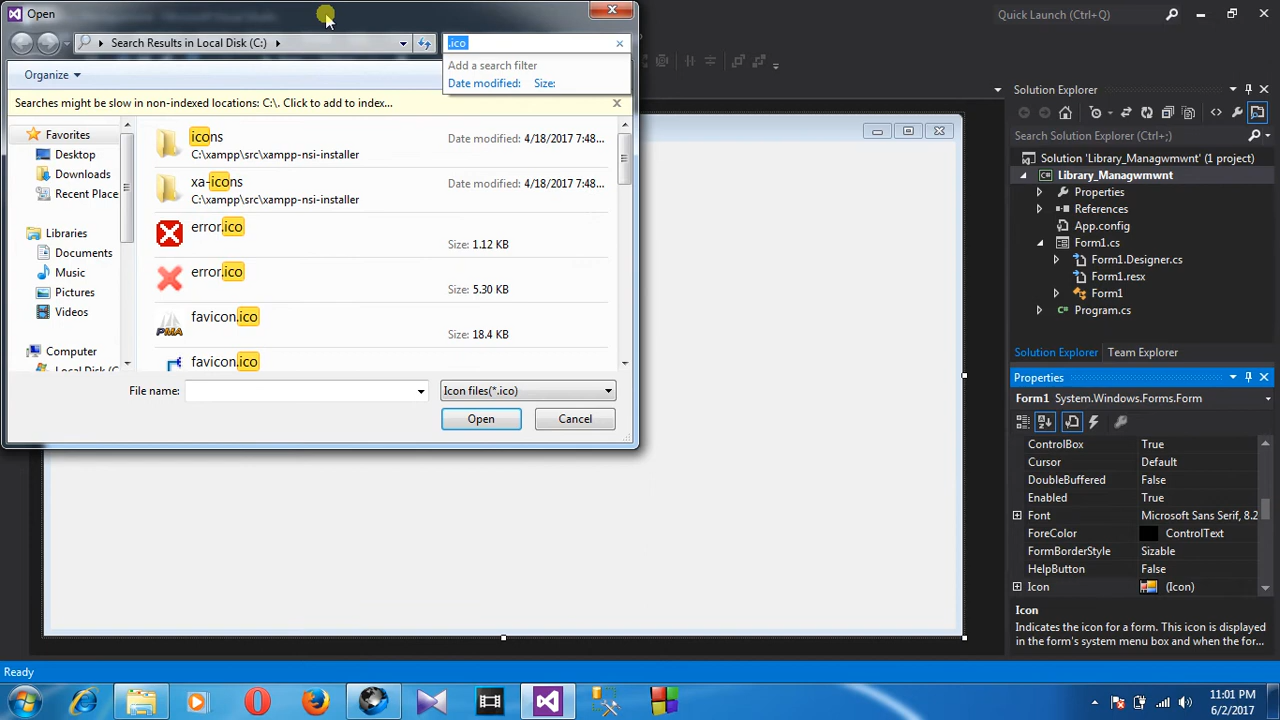 Open
Quick Launch (Ctrl+Q)
Search Results in Local Disk (C:)
.ico
Add a search filter
Date modified: Size:
Organize
Searches might be slow in non-indexed locations: C:\. Click to add to index...
Favorites
Desktop
Downloads
Recent Place
Libraries
Documents
Music
Pictures
Videos
Computer
icons
C:\xampp\src\xampp-nsi-installer
Date modified: 4/18/2017 7:48...
xa-icons
C:\xampp\src\xampp-nsi-installer
Date modified: 4/18/2017 7:48...
error.ico
Size: 1.12 KB
error.ico
Size: 5.30 KB
PMA
favicon.ico
Size: 18.4 KB
favicon.ico
File name:
Icon files(*.ico)
Open
Cancel
Solution Explorer
Search Solution Explorer (Ctrl+;)
Solution 'Library_Managwmwnt' (1 project)
Library_Managwmwnt
Properties
References
App.config
Form1.cs
Form1.Designer.cs
Form1.resx
Form1
Program.cs
Solution Explorer
Team Explorer
Properties
Form1 System.Windows.Forms.Form
ControlBox True
Cursor Default
DoubleBuffered False
Enabled True
Font Microsoft Sans Serif, 8.2
ForeColor ControlText
FormBorderStyle Sizable
HelpButton False
Icon (Icon)
Icon
Indicates the icon for a form. This icon is displayed
in the form's system menu box and when the for...
Ready
11:01 PM
6/2/2017